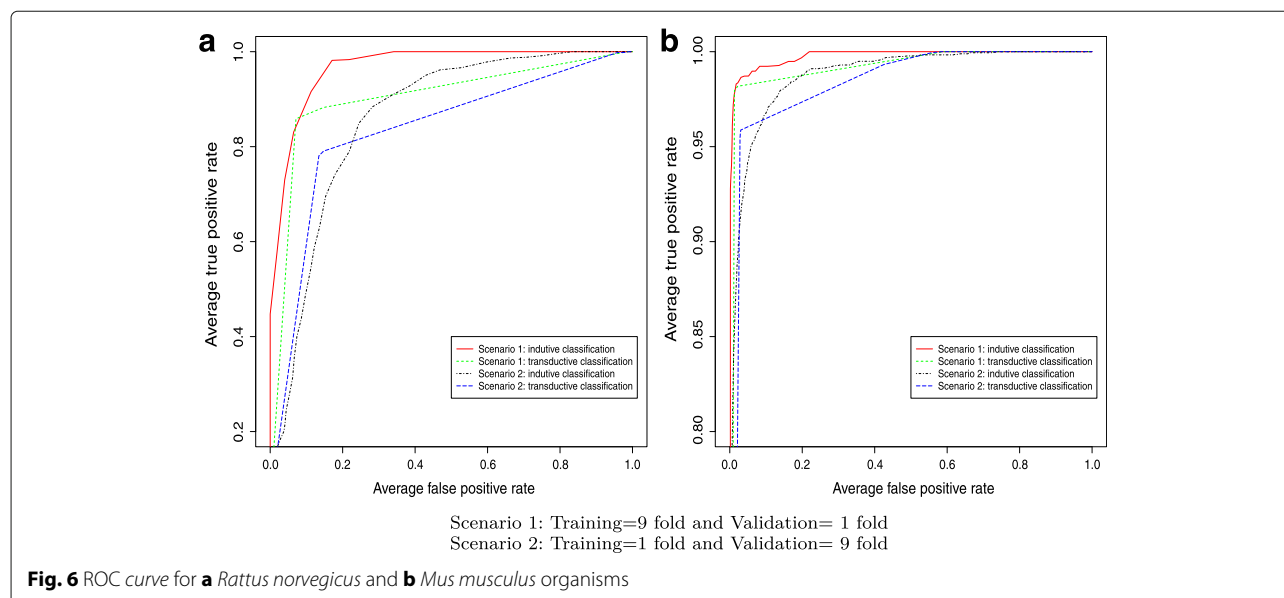 a
b
1.0
0.8
0.6
0.4
0.2
Average true positive rate
0.0
0.2
0.4
0.6
0.8
1.0
Average false positive rate
Scenario 1: indutive classification
Scenario 1: transductive classification
Scenario 2: indutive classification
Scenario 2: transductive classification
1.00
0.95
0.90
0.85
0.80
Average true positive rate
0.0
0.2
0.4
0.6
0.8
1.0
Average false positive rate
Scenario 1: indutive classification
Scenario 1: transductive classification
Scenario 2: indutive classification
Scenario 2: transductive classification
Scenario 1: Training=9 fold and Validation= 1 fold
Scenario 2: Training=1 fold and Validation= 9 fold
Fig. 6 ROC curve for a Rattus norvegicus and b Mus musculus organisms